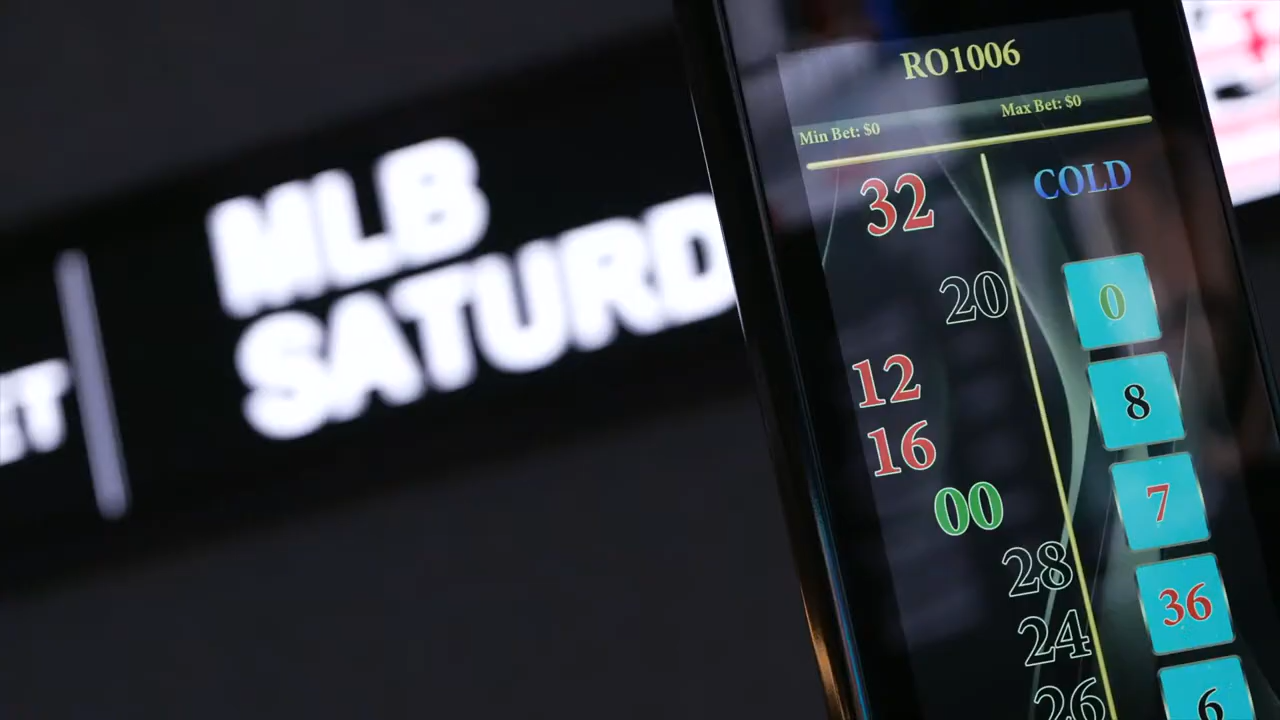 MLB
SATURD
RO1006
Min Bet: $0
Max Bet: $0
COLD
32
20
12
16
00
28
24
26
0
8
7
36
6